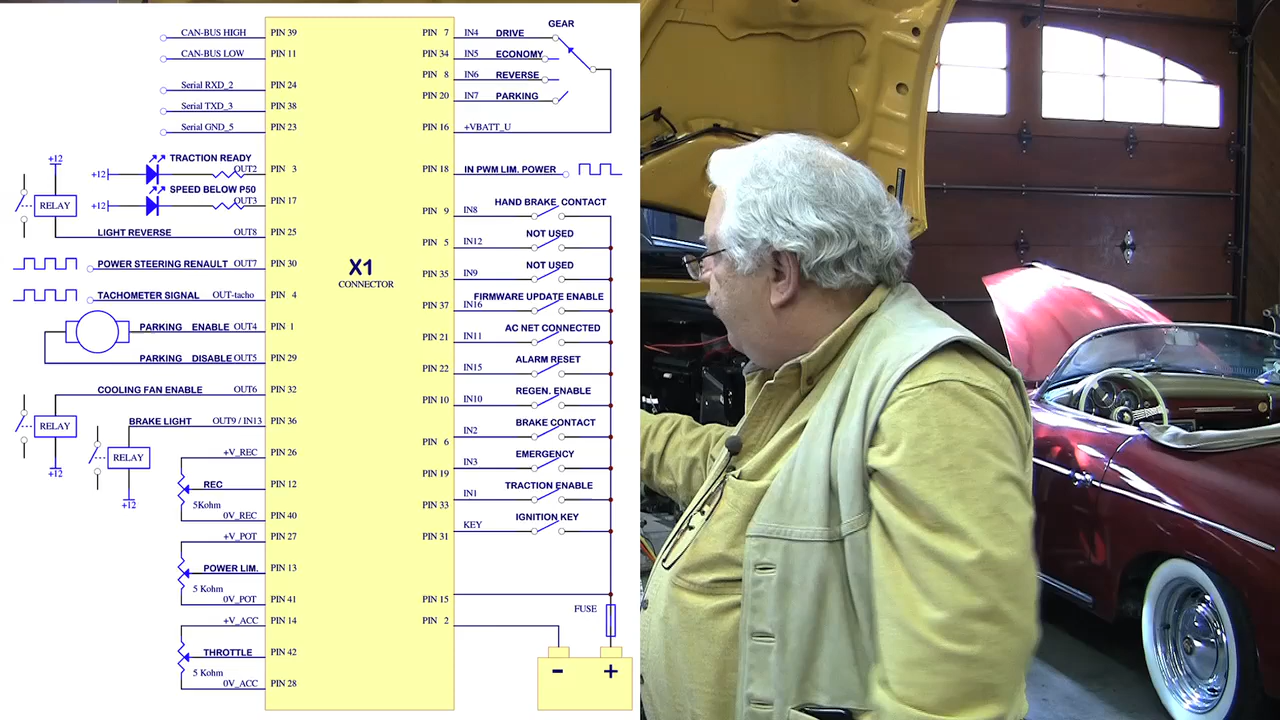 CAN-BUS HIGH PIN 39
CAN-BUS LOW PIN 11
Serial RXD_2 PIN 24
Serial TXD_3 PIN 38
Serial GND_5 PIN 23
+12 TRACTION READY
+12 OUT2 PIN 3
SPEED BELOW P50
RELAY +12 OUT3 PIN 17
LIGHT REVERSE OUT8 PIN 25
POWER STEERING RENAULT OUT7 PIN 30
TACHOMETER SIGNAL OUT-tacho PIN 4
PARKING ENABLE OUT4 PIN 1
PARKING DISABLE OUT5 PIN 29
COOLING FAN ENABLE OUT6 PIN 32
RELAY
+12
BRAKE LIGHT OUT9 / IN13 PIN 36
RELAY
+12
+V_REC PIN 26
REC PIN 12
5Kohm
0V_REC PIN 40
+V_POT PIN 27
POWER LIM. PIN 13
5 Kohm
0V_POT PIN 41
+V_ACC PIN 14
THROTTLE PIN 42
5 Kohm
0V_ACC PIN 28
X1
CONNECTOR
GEAR
PIN 7 IN4 DRIVE
PIN 34 IN5 ECONOMY
PIN 8 IN6 REVERSE
PIN 20 IN7 PARKING
PIN 16 +VBATT_U
PIN 18 IN PWM LIM. POWER
PIN 9 IN8 HAND BRAKE CONTACT
PIN 5 IN12 NOT USED
PIN 35 IN9 NOT USED
PIN 37 IN16 FIRMWARE UPDATE ENABLE
PIN 21 IN11 AC NET CONNECTED
PIN 22 IN15 ALARM RESET
PIN 10 IN10 REGEN. ENABLE
PIN 6 IN2 BRAKE CONTACT
PIN 19 IN3 EMERGENCY
PIN 33 IN1 TRACTION ENABLE
PIN 31 KEY IGNITION KEY
PIN 15
FUSE
PIN 2
- +